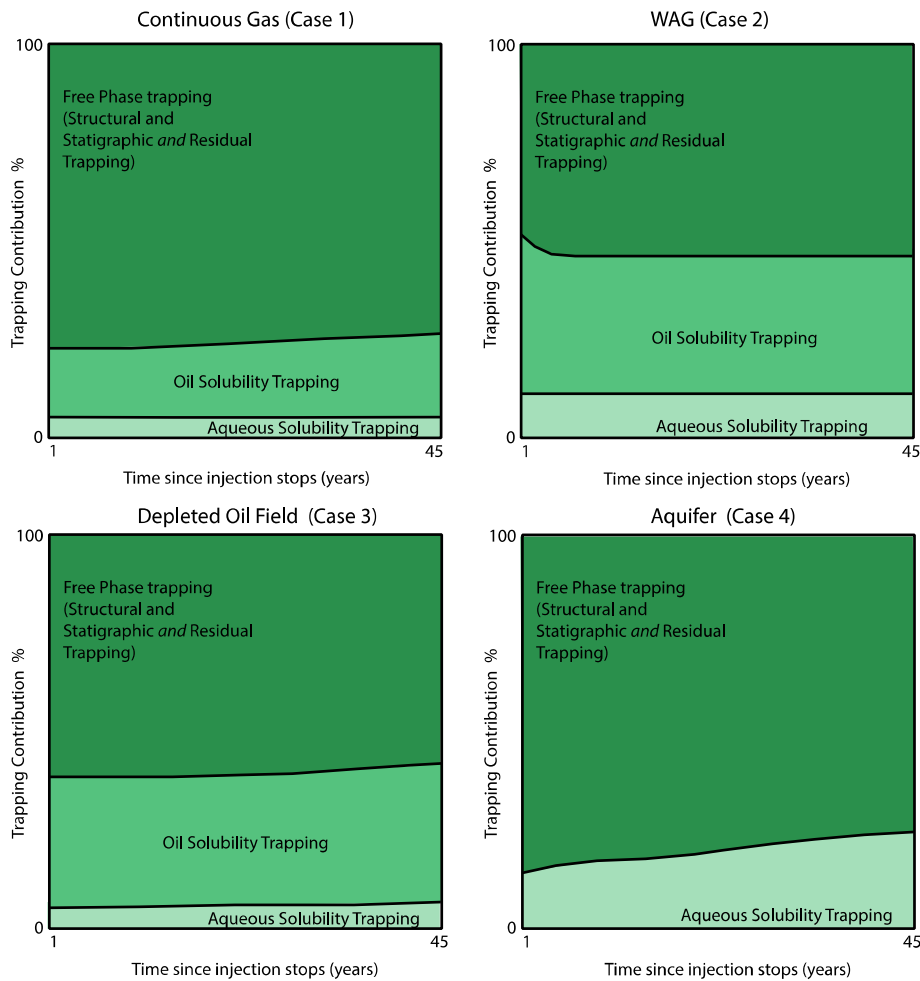 Continuous Gas (Case 1)
100
Free Phase trapping
(Structural and
Statigraphic and Residual
Trapping)
Oil Solubility Trapping
Aqueous Solubility Trapping
0
1
45
Trapping Contribution %
Time since injection stops (years)
WAG (Case 2)
100
Free Phase trapping
(Structural and
Statigraphic and Residual
Trapping)
Oil Solubility Trapping
Aqueous Solubility Trapping
0
1
45
Trapping Contribution %
Time since injection stops (years)
Depleted Oil Field (Case 3)
100
Free Phase trapping
(Structural and
Statigraphic and Residual
Trapping)
Oil Solubility Trapping
Aqueous Solubility Trapping
0
1
45
Trapping Contribution %
Time since injection stops (years)
Aquifer (Case 4)
100
Free Phase trapping
(Structural and
Statigraphic and Residual
Trapping)
Aqueous Solubility Trapping
0
1
45
Trapping Contribution %
Time since injection stops (years)